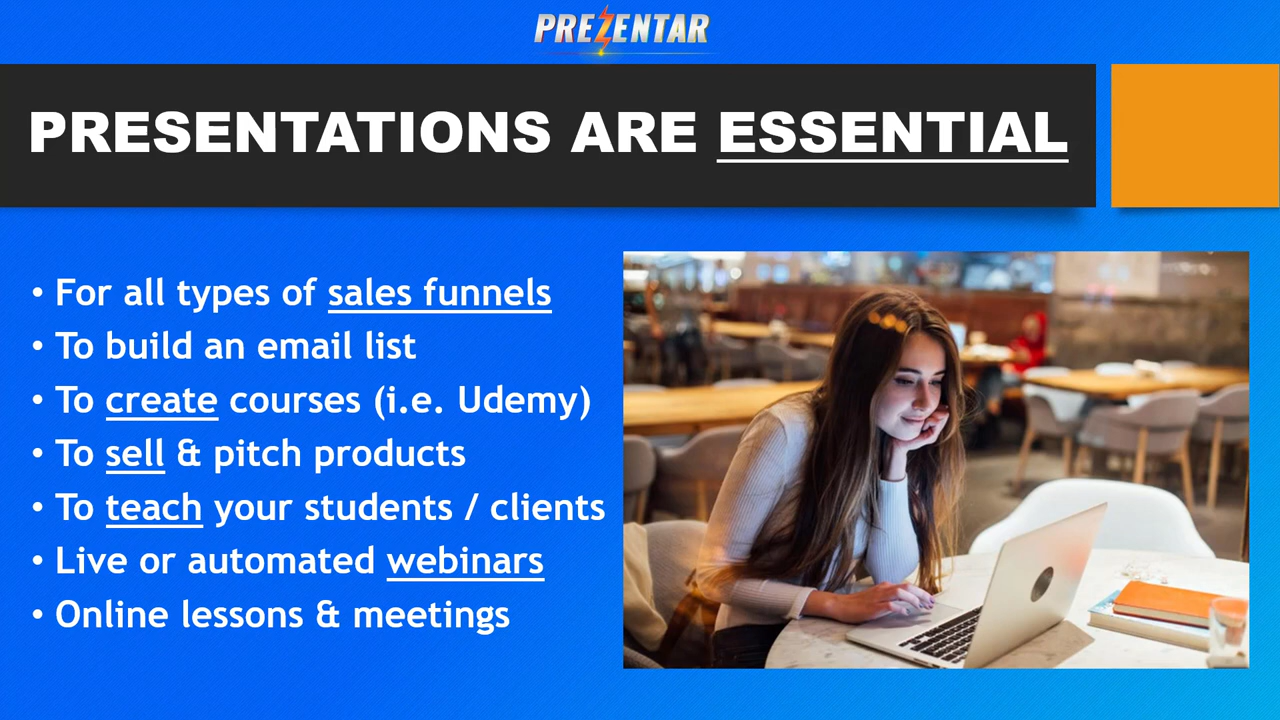 PREZENTAR
PRESENTATIONS ARE ESSENTIAL
• For all types of sales funnels
• To build an email list
• To create courses (i.e. Udemy)
• To sell & pitch products
• To teach your students / clients
• Live or automated webinars
• Online lessons & meetings